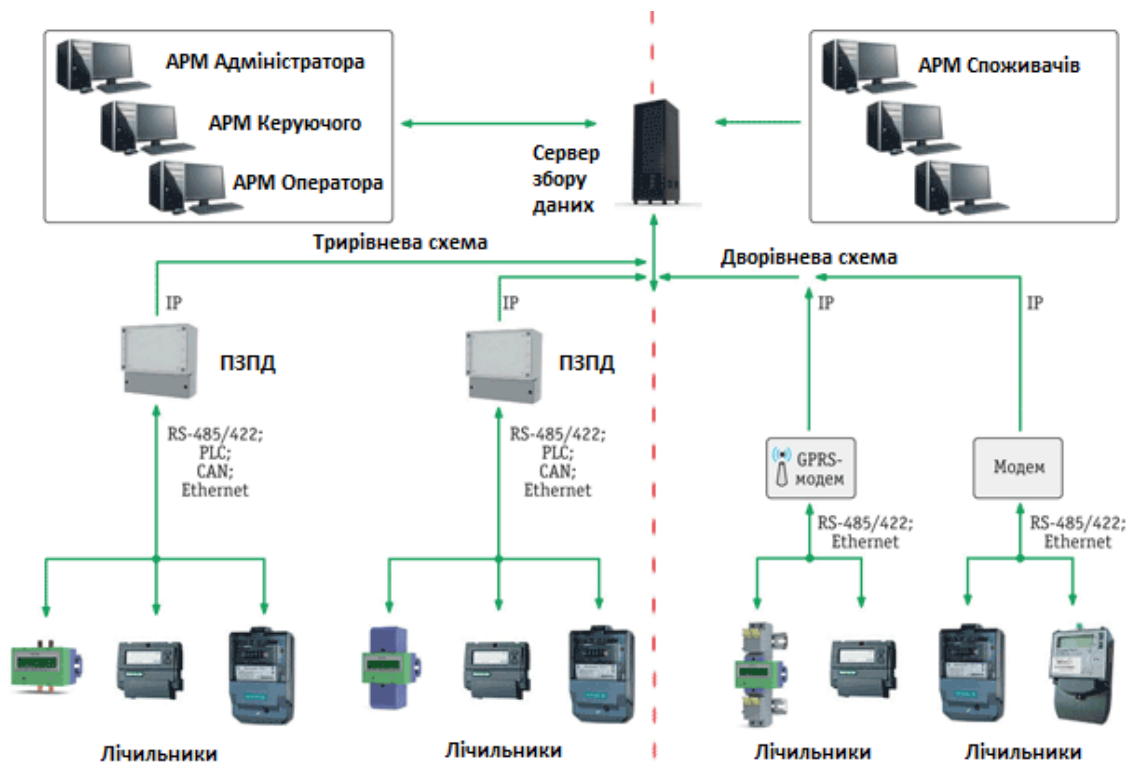 АРМ Адміністратора
АРМ Керуючого
АРМ Оператора
Сервер
збору
даних
АРМ Споживачів
Трирівнева схема
Дворівнева схема
IP
IP
IP
IP
ПЗПД
ПЗПД
RS-485/422;
PLC;
CAN;
Ethernet
RS-485/422;
PLC;
CAN;
Ethernet
GPRS-
модем
Модем
RS-485/422;
Ethernet
RS-485/422;
Ethernet
Лічильники
Лічильники
Лічильники
Лічильники